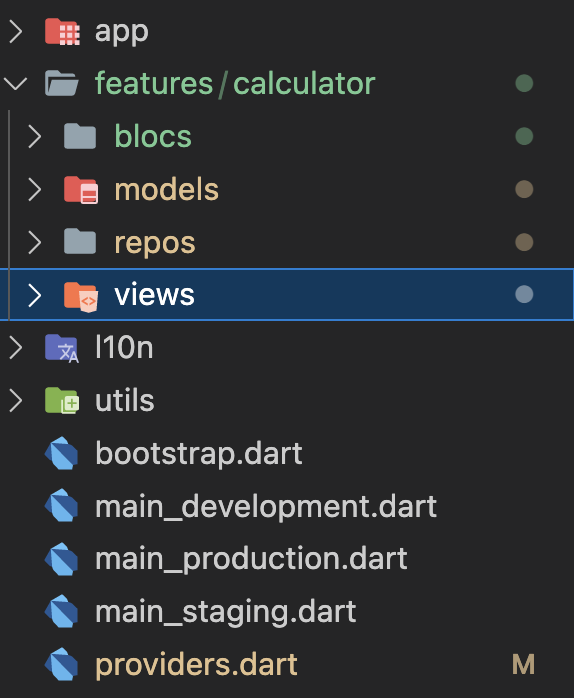 app
features/calculator
blocs
models
repos
views
l10n
utils
bootstrap.dart
main_development.dart
main_production.dart
main_staging.dart
providers.dart M